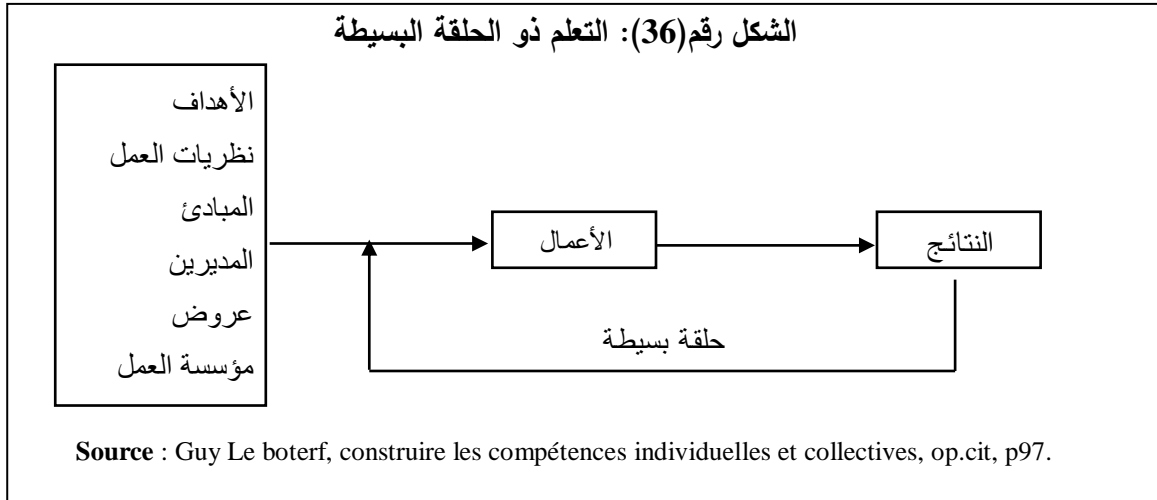 الشكل رقم(36): التعلم ذو الحلقة البسيطة
الأهداف
نظريات العمل
المبادئ
المديرين
عروض
مؤسسة العمل
الأعمال
النتائج
حلقة بسيطة
Source : Guy Le boterf, construire les compétences individuelles et collectives, op.cit, p97.